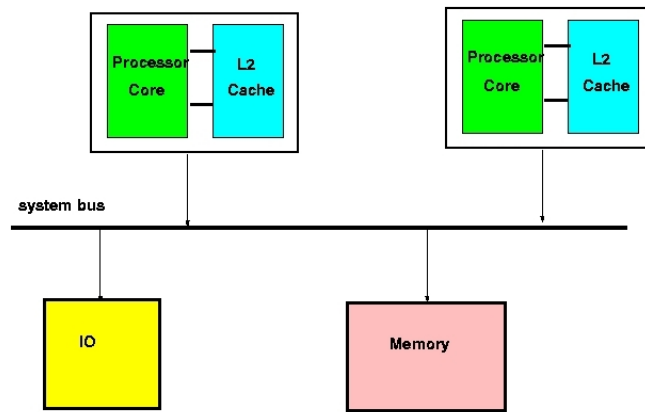 Processor
Core
L2
Cache
Processor
Core
L2
Cache
system bus
IO
Memory